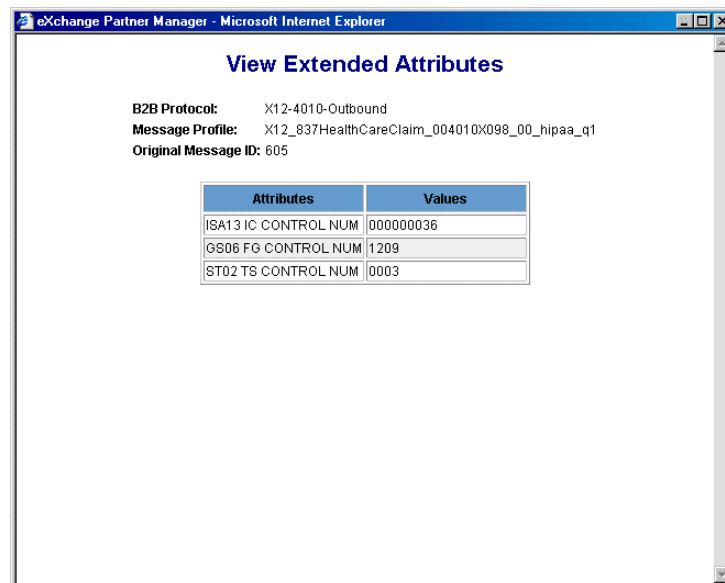 eXchange Partner Manager - Microsoft Internet Explorer
View Extended Attributes
B2B Protocol: X12-4010-Outbound
Message Profile: X12_837HealthCareClaim_004010X098_00_hipaa_q1
Original Message ID: 605
Attributes Values
ISA13 IC CONTROL NUM 000000036
GS06 FG CONTROL NUM 1209
ST02 TS CONTROL NUM 0003